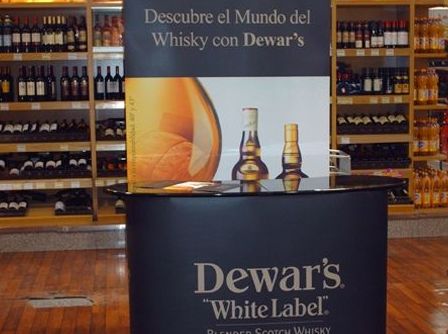 Descubre el Mundo del
Whisky con Dewar's
Dewar's
"White Label"
BLENDED SCOTCH WHISKY